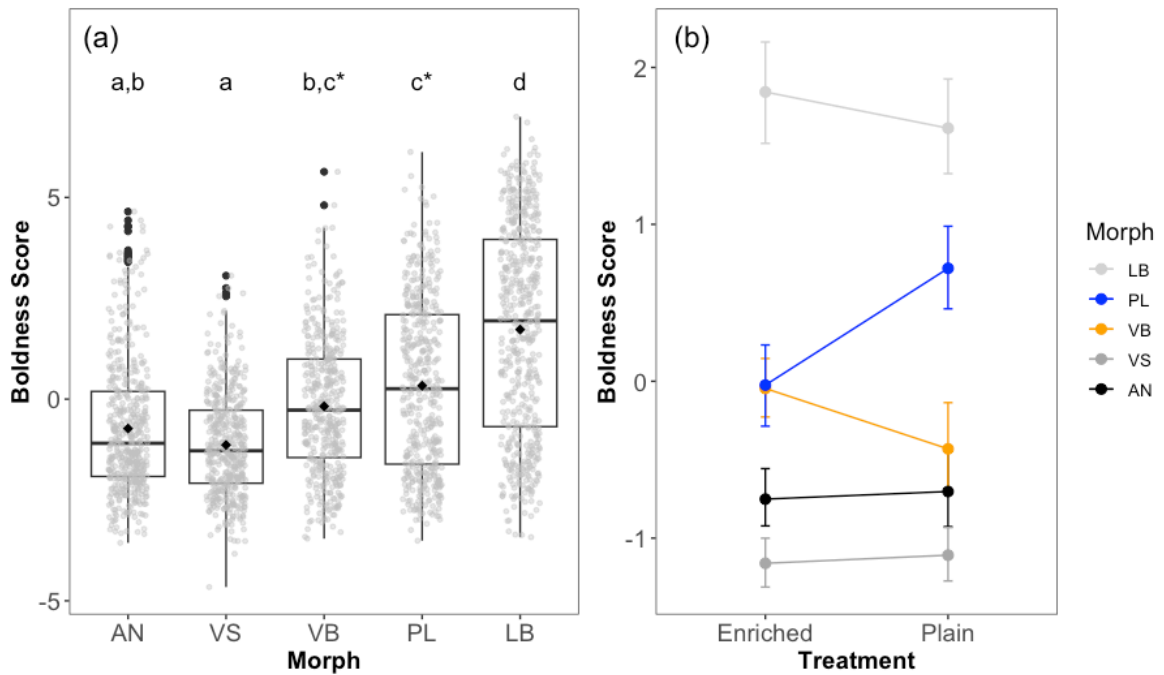 (a)
a,b a b,c* c* d
Boldness Score
5
0
-5
AN VS VB PL LB
Morph
(b)
Boldness Score
2
1
0
-1
Enriched Plain
Treatment
Morph
LB
PL
VB
VS
AN